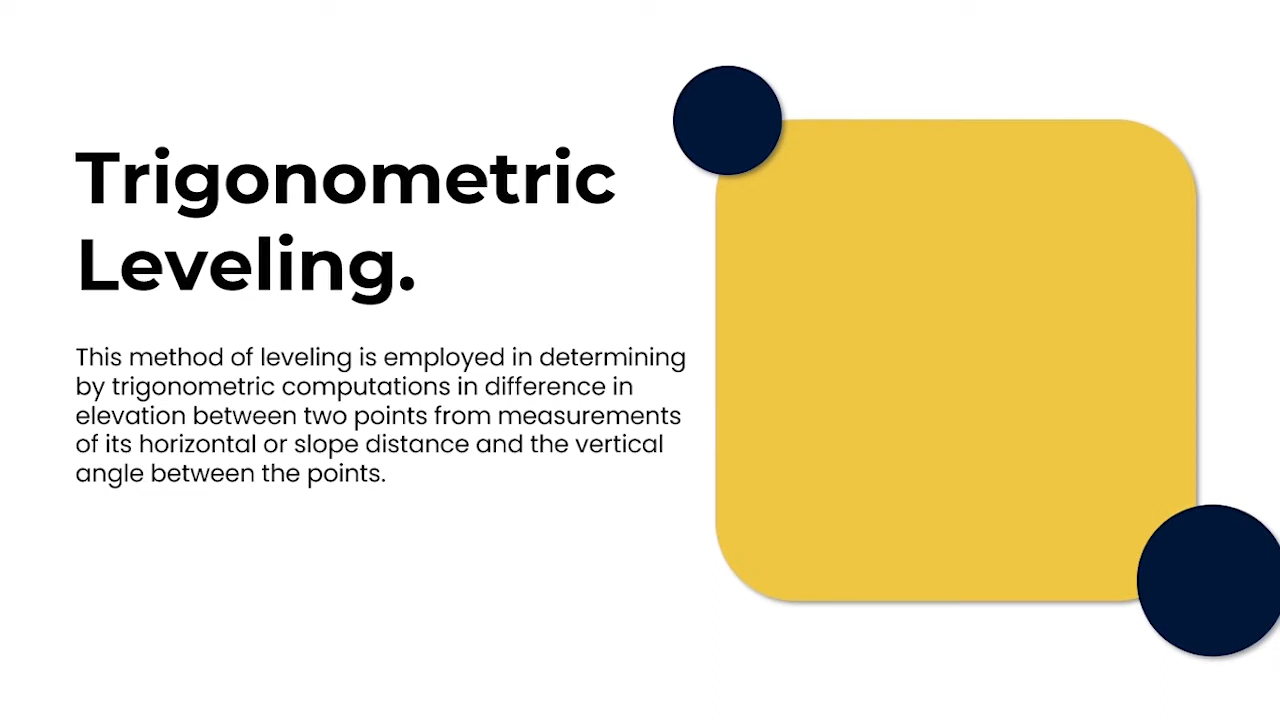 Trigonometric
Leveling.
This method of leveling is employed in determining
by trigonometric computations in difference in
elevation between two points from measurements
of its horizontal or slope distance and the vertical
angle between the points.